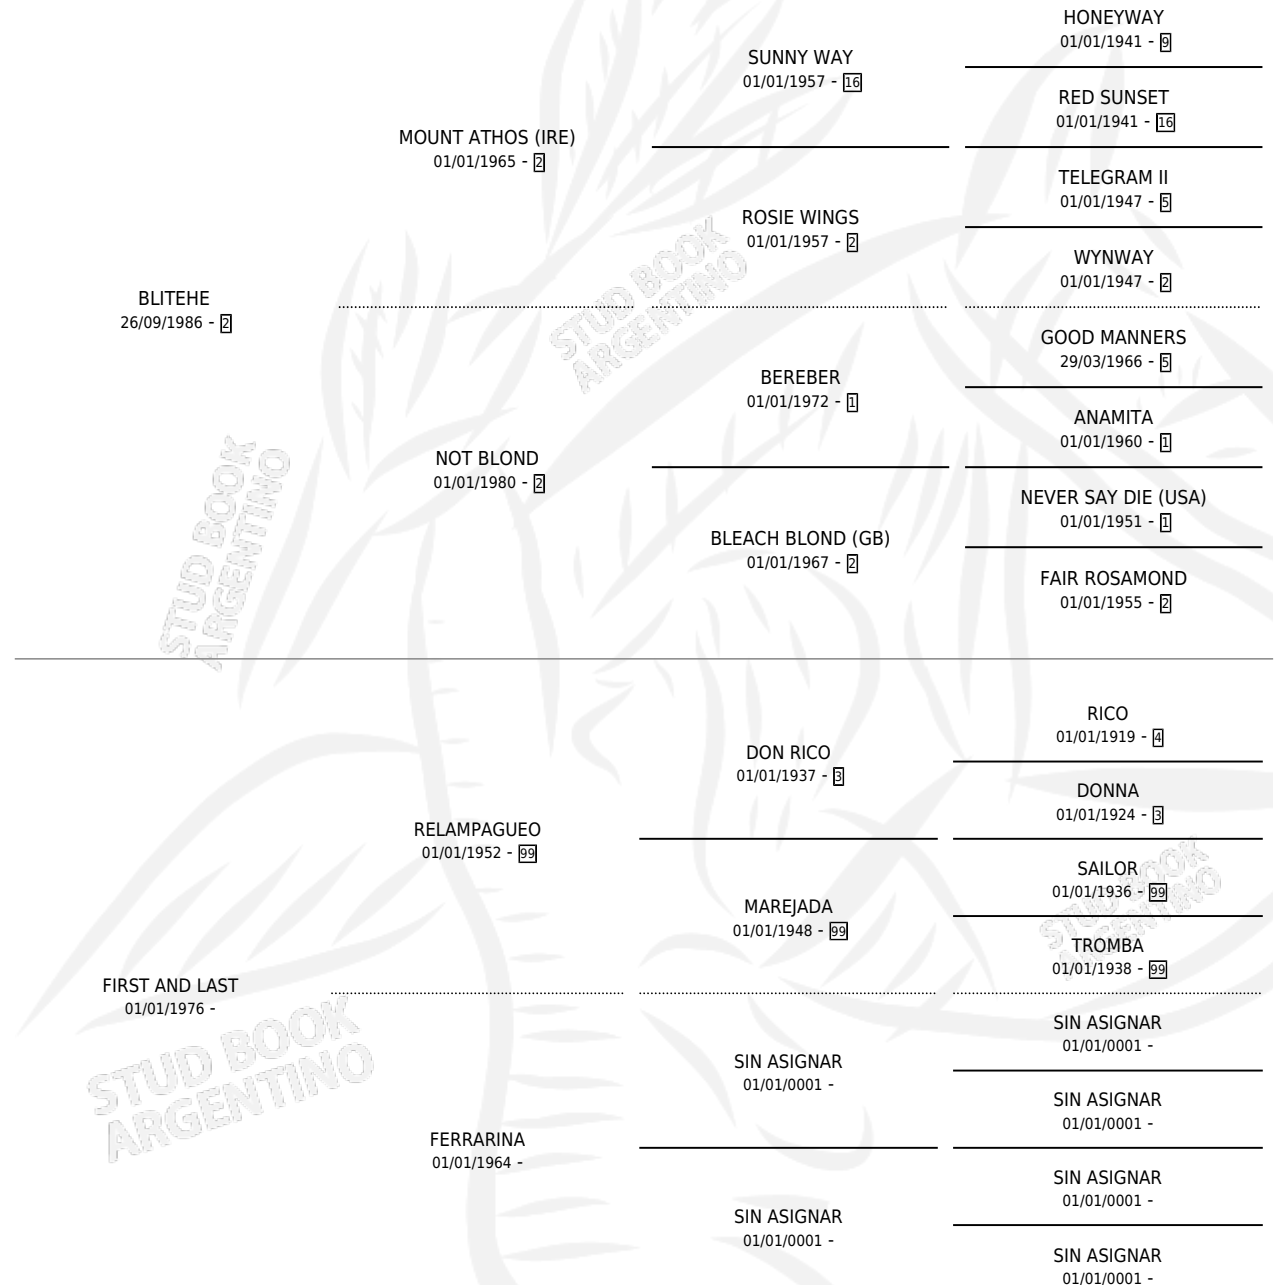 HONEYWAY
01/01/1941 - 9
SUNNY WAY
01/01/1957 - 16
RED SUNSET
01/01/1941 - 16
MOUNT ATHOS (IRE)
01/01/1965 - 2
TELEGRAM II
01/01/1947 - 5
ROSIE WINGS
01/01/1957 - 2
WYNWAY
01/01/1947 - 2
BLITEHE
26/09/1986 - 2
GOOD MANNERS
29/03/1966 - 5
BEREBER
01/01/1972 - 1
ANAMITA
01/01/1960 - 1
NOT BLOND
01/01/1980 - 2
NEVER SAY DIE (USA)
01/01/1951 - 1
BLEACH BLOND (GB)
01/01/1967 - 2
FAIR ROSAMOND
01/01/1955 - 2
RICO
01/01/1919 - 4
DON RICO
01/01/1937 - 3
DONNA
01/01/1924 - 3
RELAMPAGUEO
01/01/1952 - 99
SAILOR
01/01/1936 - 99
MAREJADA
01/01/1948 - 99
TROMBA
01/01/1938 - 99
FIRST AND LAST
01/01/1976 -
SIN ASIGNAR
01/01/0001 -
SIN ASIGNAR
01/01/0001 -
SIN ASIGNAR
01/01/0001 -
FERRARINA
01/01/1964 -
SIN ASIGNAR
01/01/0001 -
SIN ASIGNAR
01/01/0001 -
SIN ASIGNAR
01/01/0001 -
STUD BOOK
ARGENTINO
STUD BOOK
ARGENTINO
STUD BOOK
ARGENTINO
STUD BOOK
ARGENTINO